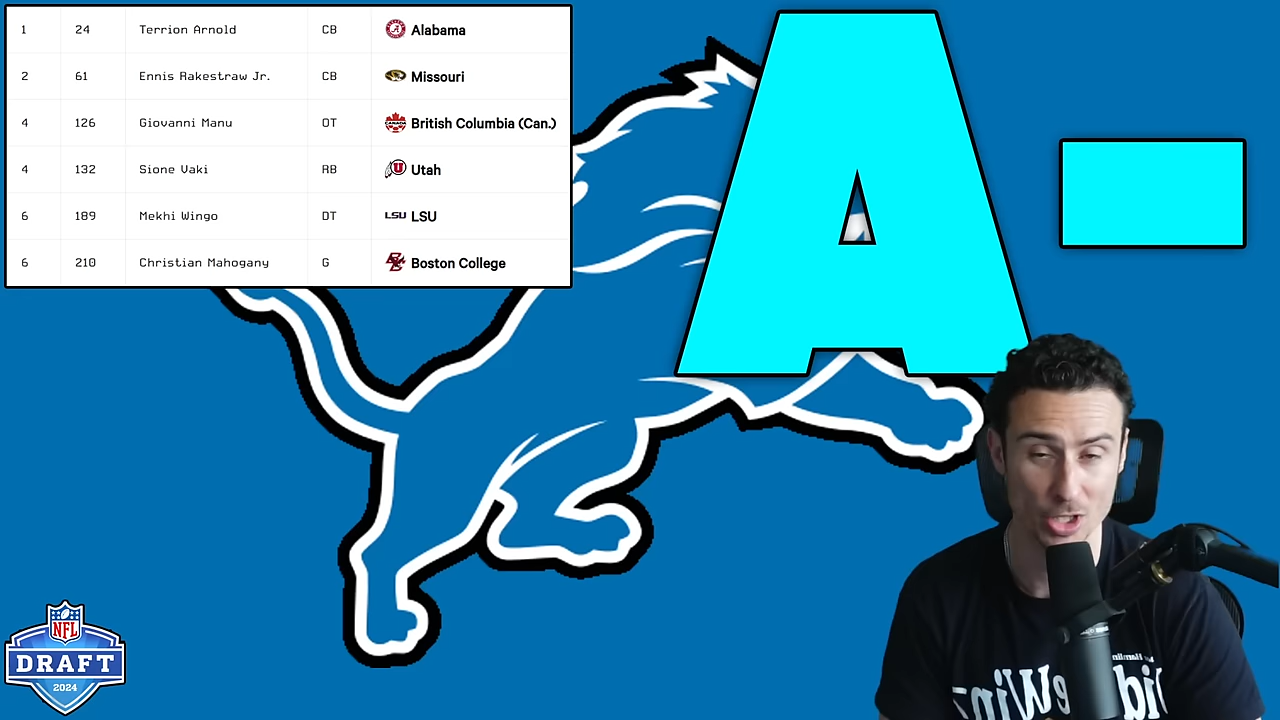 1 24 Terrion Arnold CB Alabama
2 61 Ennis Rakestraw Jr. CB Missouri
4 126 Giovanni Manu OT British Columbia (Can.)
4 132 Sione Vaki RB Utah
6 189 Mekhi Wingo DT LSU LSU
6 210 Christian Mahogany G Boston College
A-
NFL
DRAFT
2024